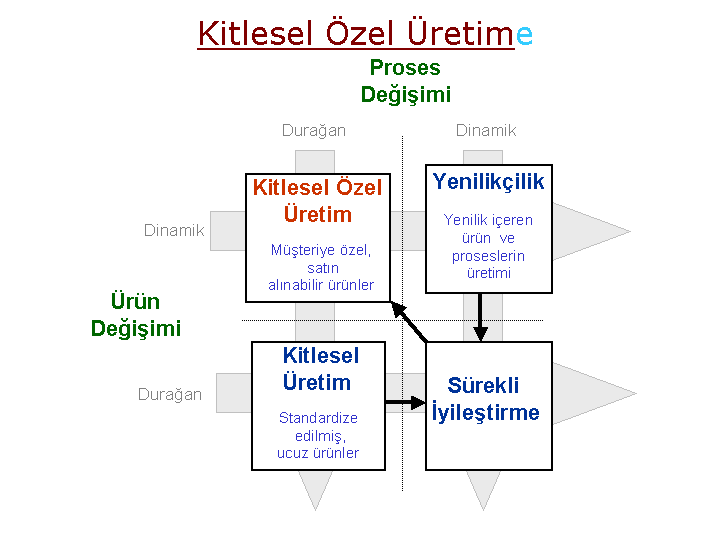 Kitlesel Özel Üretime
Proses
Değişimi
Durağan
Dinamik
Kitlesel Özel
Üretim
Müşteriye özel,
satın
alınabilir ürünler
Yenilikçilik
Yenilik içeren
ürün ve
proseslerin
üretimi
Dinamik
Ürün
Değişimi
Durağan
Kitlesel
Üretim
Standardize
edilmiş,
ucuz ürünler
Sürekli
İyileştirme